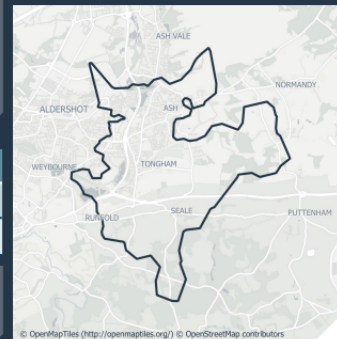 ASH VALE
NORMANDY
ALDERSHOT
ASH
WEYBOURNE
TONGHAM
RUNFOLD
SEALE
PUTTENHAM
© OpenMapTiles (http://openmaptiles.org/) © OpenStreetMap contributors